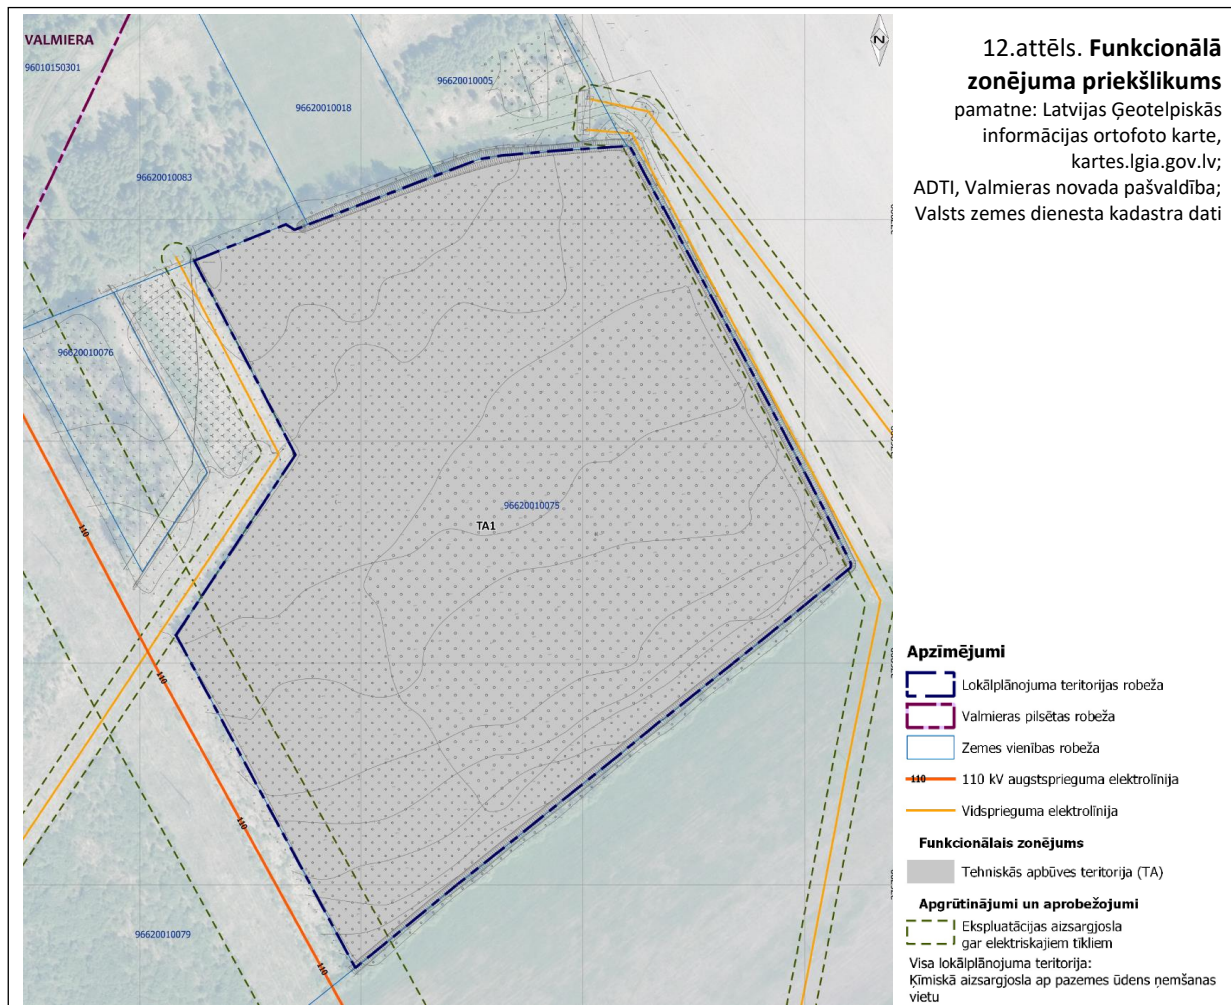 12.attēls. Funkcionālā
zonējuma priekšlikums
pamatne: Latvijas Ģeotelpiskās
informācijas ortofoto karte,
kartes.lgia.gov.lv;
ADTI, Valmieras novada pašvaldība;
Valsts zemes dienesta kadastra dati
VALMIERA
96010150301
96620010005
96620010018
96620010083
N
96620010076
96620010075
TA1
110
110
110
110
96620010079
Apzīmējumi
Lokālplānojuma teritorijas robeža
Valmieras pilsētas robeža
Zemes vienības robeža
110 110 kV augstsprieguma elektrolīnija
Vidsprieguma elektrolīnija
Funkcionālais zonējums
Tehniskās apbūves teritorija (TA)
Apgrūtinājumi un aprobežojumi
Ekspluatācijas aizsargjosla
gar elektriskajiem tīkliem
Visa lokālplānojuma teritorija:
Ķīmiskā aizsargjosla ap pazemes ūdens ņemšanas
vietu